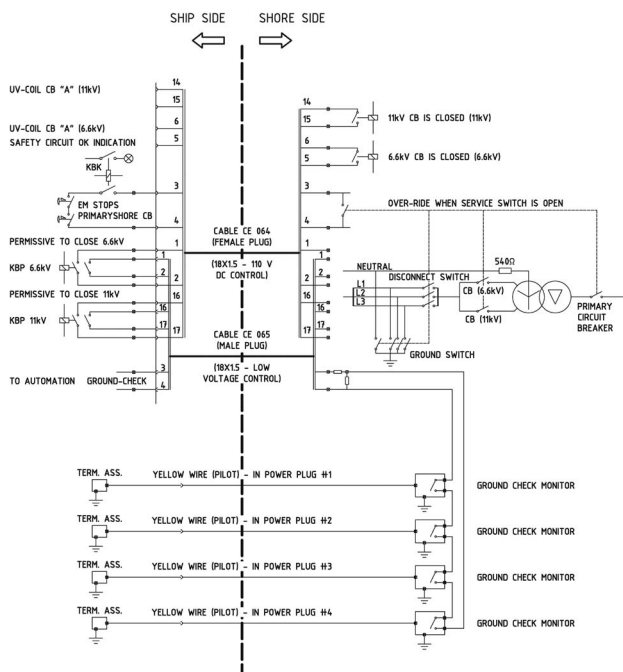 SHIP SIDE
SHORE SIDE
14
UV-COIL CB "A" (11kV)
15
UV-COIL CB "A" (6.6kV)
6
SAFETY CIRCUIT OK INDICATION
5
KBK
3
EM STOPS
PRIMARYSHORE CB
4
PERMISSIVE TO CLOSE 6.6kV
1
1
KBP 6.6kV
2
2
PERMISSIVE TO CLOSE 11kV
16
16
KBP 11kV
17
17
3
TO AUTOMATION
GROUND-CHECK
4
CABLE CE 064
(FEMALE PLUG)
(18X1.5 - 110 V
DC CONTROL)
CABLE CE 065
(MALE PLUG)
(18X1.5 - LOW
VOLTAGE CONTROL)
14
15
11kV CB IS CLOSED (11kV)
6
5
6.6kV CB IS CLOSED (6.6kV)
3
4
OVER-RIDE WHEN SERVICE SWITCH IS OPEN
1
1
2
2
16
16
17
17
NEUTRAL
DISCONNECT SWITCH
L1
L2
L3
540Ω
CB (6.6kV)
CB (11kV)
PRIMARY
CIRCUIT
BREAKER
GROUND SWITCH
3
4
TERM. ASS.
YELLOW WIRE (PILOT) - IN POWER PLUG #1
GROUND CHECK MONITOR
TERM. ASS.
YELLOW WIRE (PILOT) - IN POWER PLUG #2
GROUND CHECK MONITOR
TERM. ASS.
YELLOW WIRE (PILOT) - IN POWER PLUG #3
GROUND CHECK MONITOR
TERM. ASS.
YELLOW WIRE (PILOT) - IN POWER PLUG #4
GROUND CHECK MONITOR